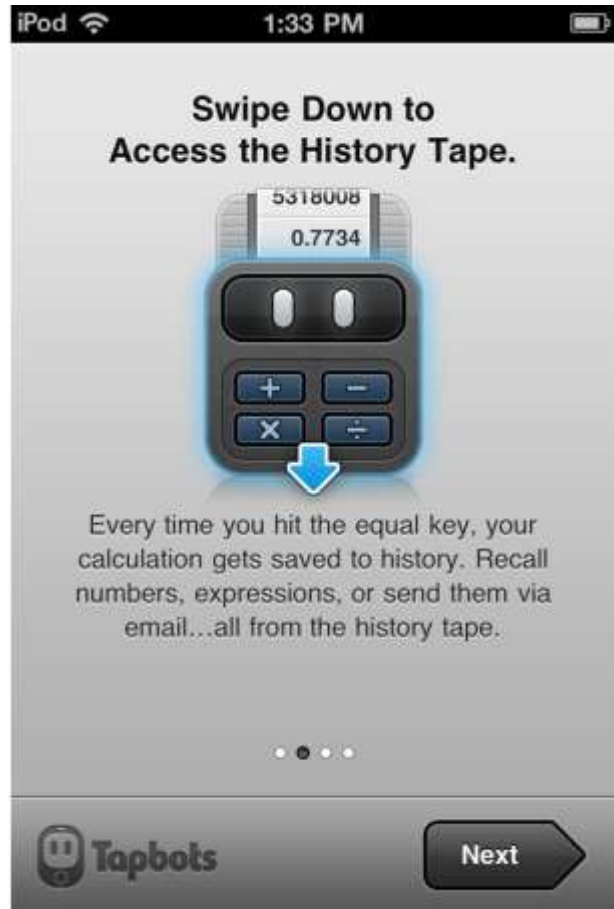 iPod 1:33 PM
Swipe Down to
Access the History Tape.
5318008
0.7734
+ −
× ÷
Every time you hit the equal key, your
calculation gets saved to history. Recall
numbers, expressions, or send them via
email...all from the history tape.
Tapbots Next